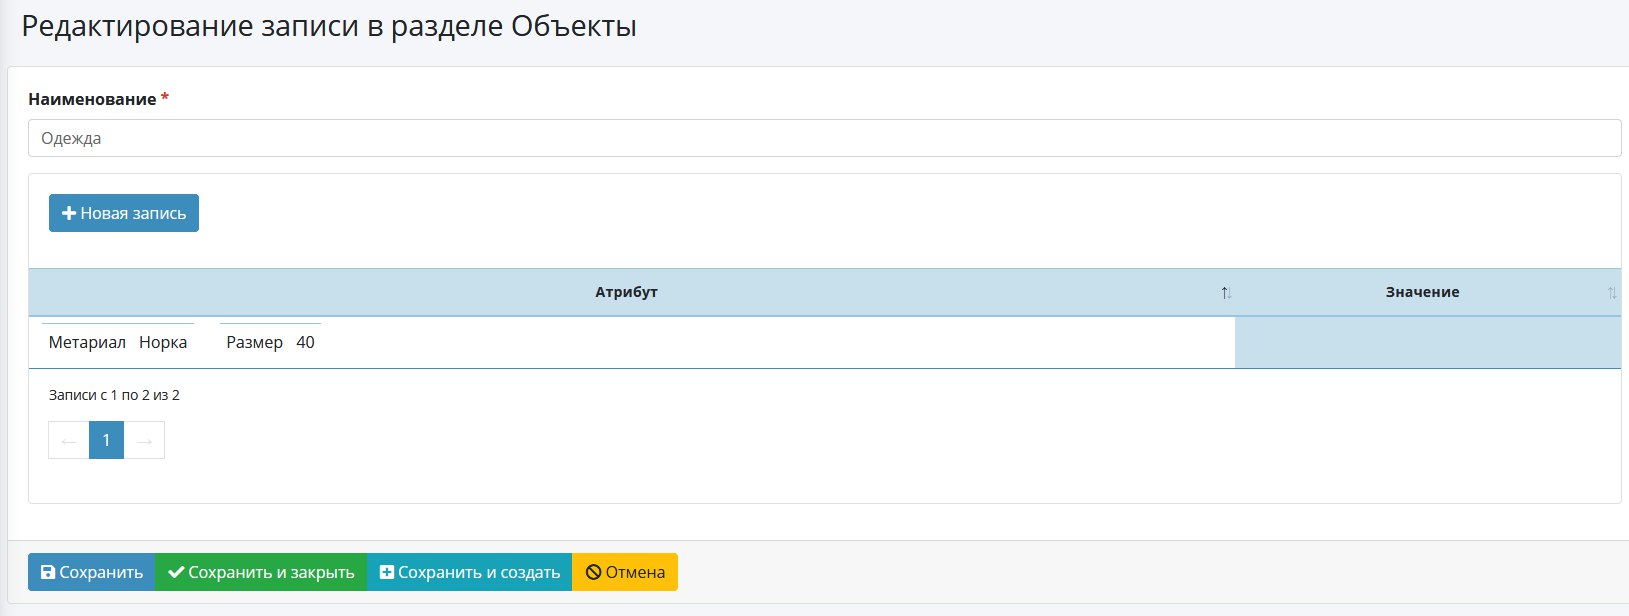 Редактирование записи в разделе Объекты
Наименование *
Одежда
Новая запись
Атрибут Значение
Метариал Норка Размер 40
Записи с 1 по 2 из 2
← 1 →
Сохранить Сохранить и закрыть Сохранить и создать Отмена